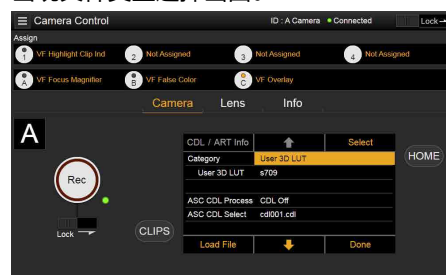 Camera Control
ID : A Camera
Connected
Lock
Assign
1 VF Highlight Clip Ind
2 Not Assigned
3 Not Assigned
4 Not Assigned
A VF Focus Magnifier
B VF False Color
C VF Overlay
Camera Lens Info
A
CDL / ART Info Select
Category User 3D LUT
User 3D LUT s709
HOME
Rec
ASC CDL Process CDL Off
ASC CDL Select cdl001.cdl
Lock
CLIPS
Load File Done